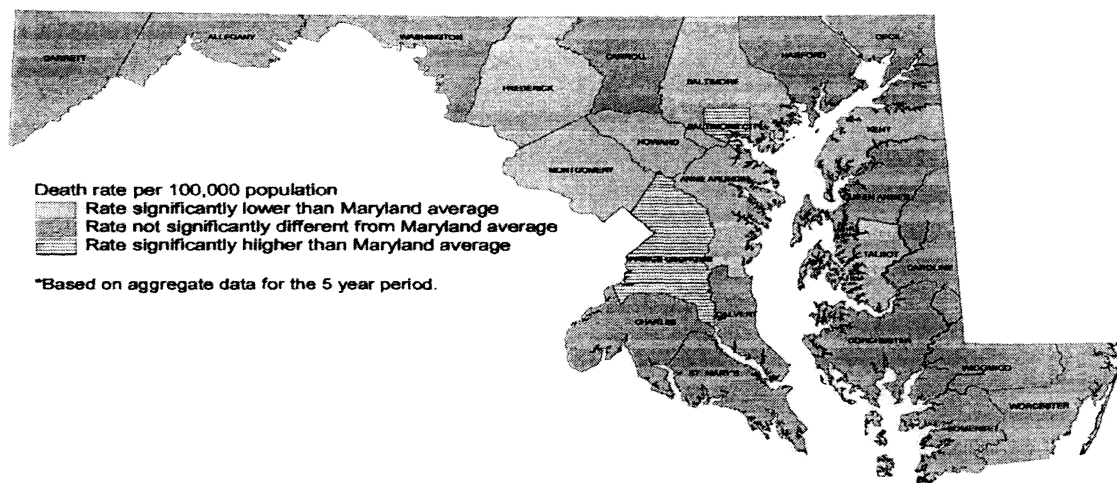 GARRETT
ALLEGANY
WASHINGTON
FREDERICK
CARROLL
BALTIMORE
HARFORD
CECIL
KENT
HOWARD
MONTGOMERY
ANNE ARUNDEL
QUEEN ANNE'S
TALBOT
CAROLINE
CALVERT
CHARLES
ST. MARY'S
DORCHESTER
WICOMICO
WORCESTER
SOMERSET
Death rate per 100,000 population
Rate significantly lower than Maryland average
Rate not significantly different from Maryland average
Rate significantly hiigher than Maryland average
*Based on aggregate data for the 5 year period.